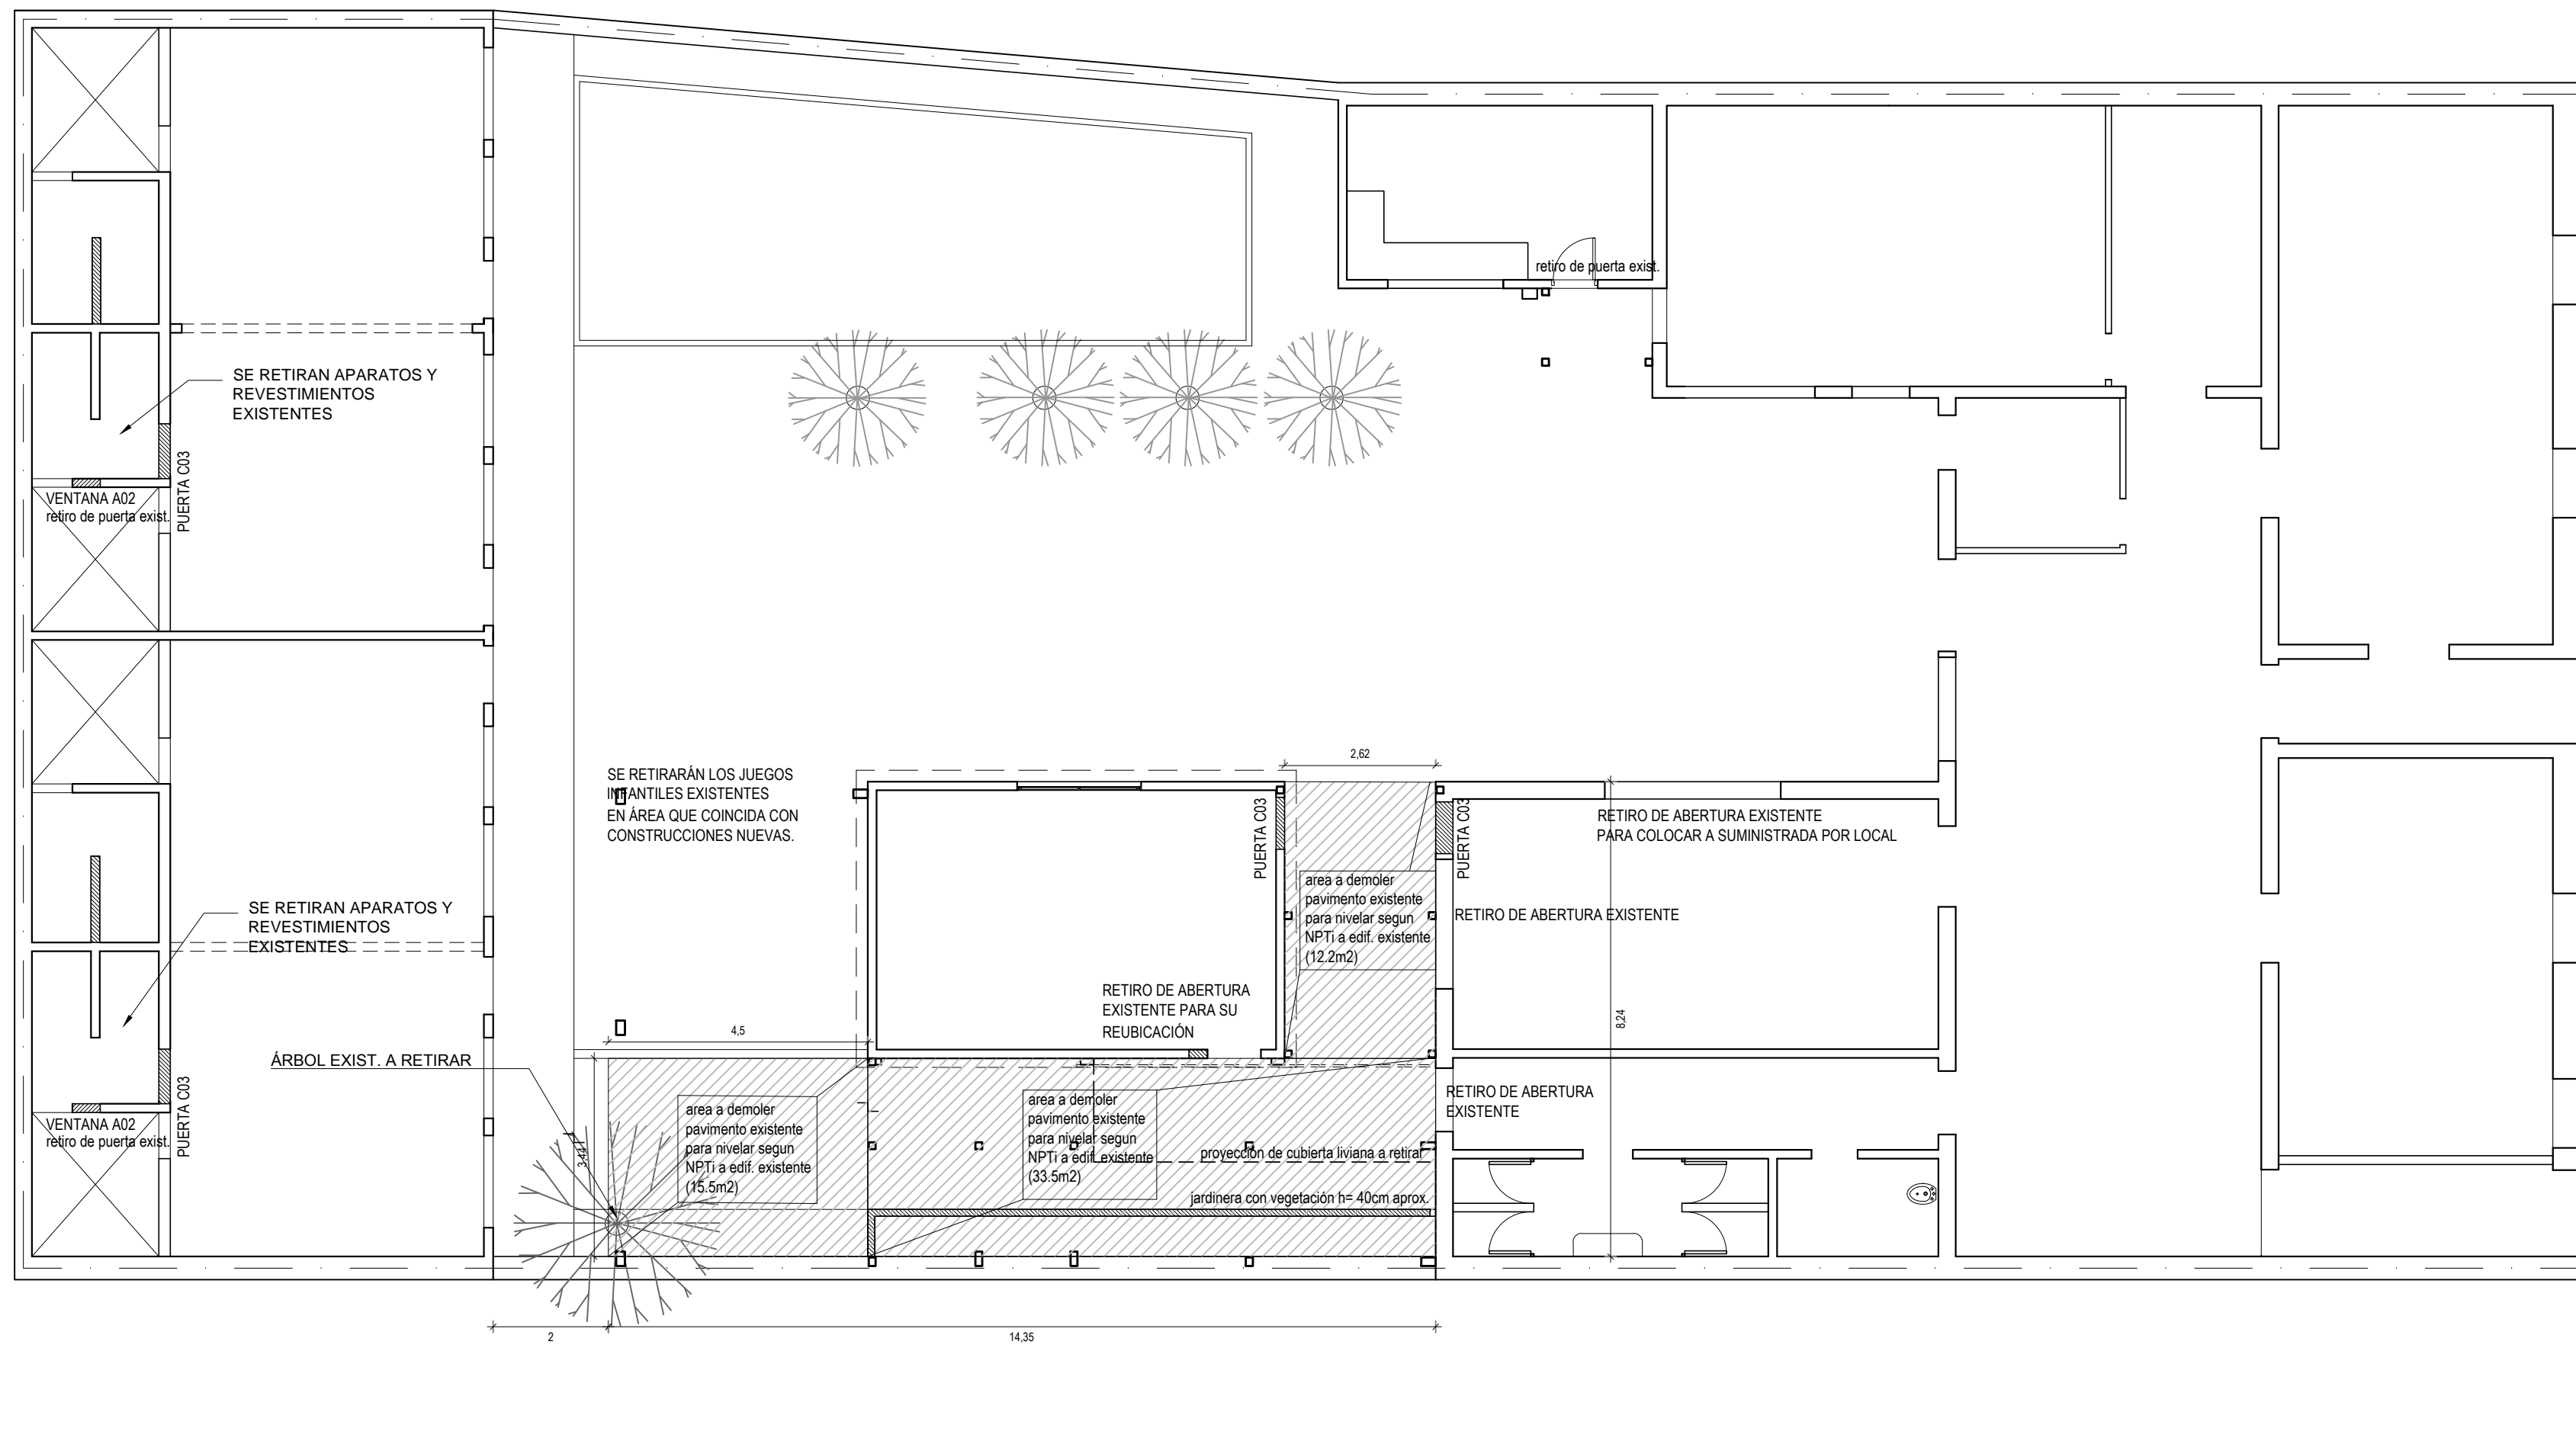 retiro de puerta exist.
SE RETIRAN APARATOS Y
REVESTIMIENTOS
EXISTENTES
PUERTA C03
VENTANA A02
retiro de puerta exist.
2,62
SE RETIRARÁN LOS JUEGOS
INFANTILES EXISTENTES
EN ÁREA QUE COINCIDA CON
CONSTRUCCIONES NUEVAS.
PUERTA C03
PUERTA C03
RETIRO DE ABERTURA EXISTENTE
PARA COLOCAR A SUMINISTRADA POR LOCAL
area a demoler
pavimento existente
para nivelar segun
NPTi a edif. existente
(12.2m2)
RETIRO DE ABERTURA EXISTENTE
SE RETIRAN APARATOS Y
REVESTIMIENTOS
EXISTENTES
RETIRO DE ABERTURA
EXISTENTE PARA SU
REUBICACIÓN
8,24
4,5
ÁRBOL EXIST. A RETIRAR
RETIRO DE ABERTURA
EXISTENTE
PUERTA C03
VENTANA A02
retiro de puerta exist.
3,44
area a demoler
pavimento existente
para nivelar segun
NPTi a edif. existente
(15.5m2)
area a demoler
pavimento existente
para nivelar segun
NPTi a edif. existente
(33.5m2)
proyección de cubierta liviana a retirar
jardinera con vegetación h= 40cm aprox.
2
14,35